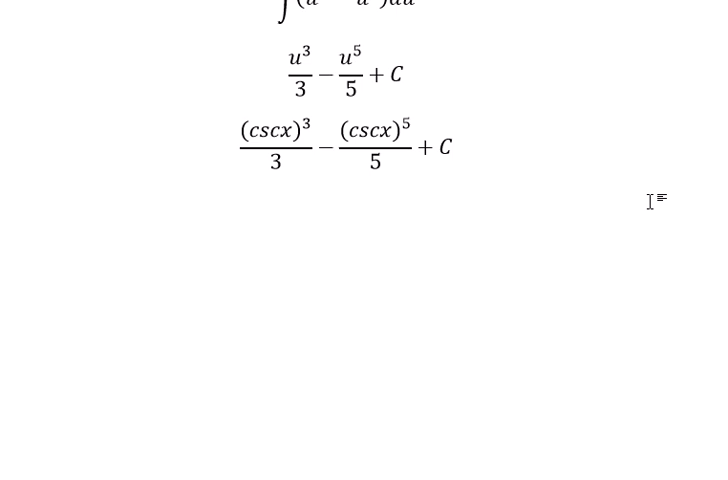 u³/3 − u⁵/5 + C
(cscx)³/3 − (cscx)⁵/5 + C